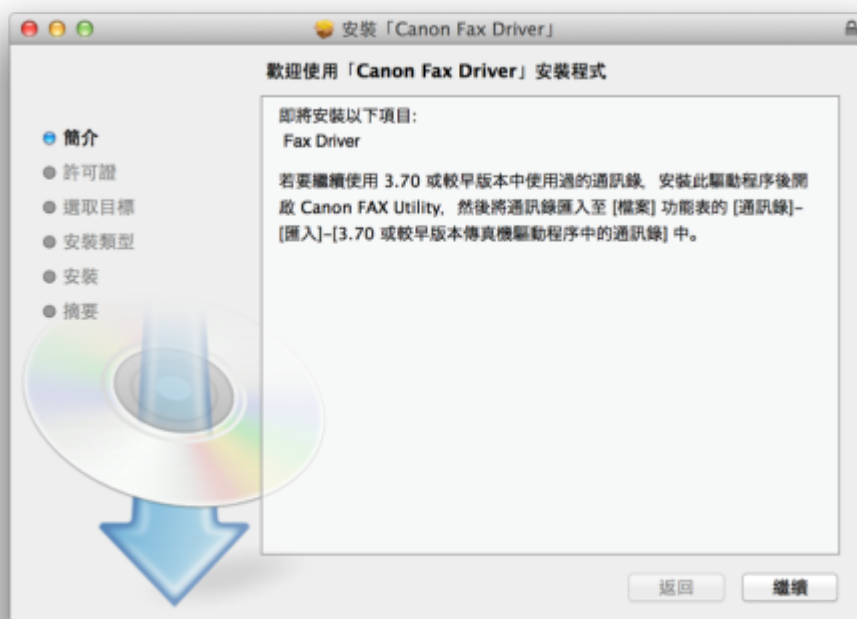 安裝「Canon Fax Driver」
歡迎使用「Canon Fax Driver」安裝程式
簡介
許可證
選取目標
安裝類型
安裝
摘要
即將安裝以下項目:
Fax Driver
若要繼續使用 3.70 或較早版本中使用過的通訊錄，安裝此驅動程序後開
啟 Canon FAX Utility，然後將通訊錄匯入至 [檔案] 功能表的 [通訊錄]-
[匯入]-[3.70 或較早版本傳真機驅動程序中的通訊錄] 中。
返回
繼續